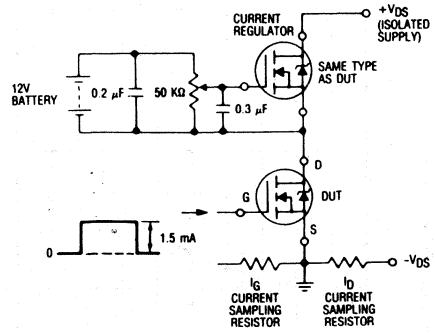 CURRENT
REGULATOR
+VDS
(ISOLATED
SUPPLY)
SAME TYPE
AS DUT
12V
BATTERY
0.2 μF
50 KΩ
0.3 μF
D
G
DUT
S
0
1.5 mA
-VDS
IG
CURRENT
SAMPLING
RESISTOR
ID
CURRENT
SAMPLING
RESISTOR